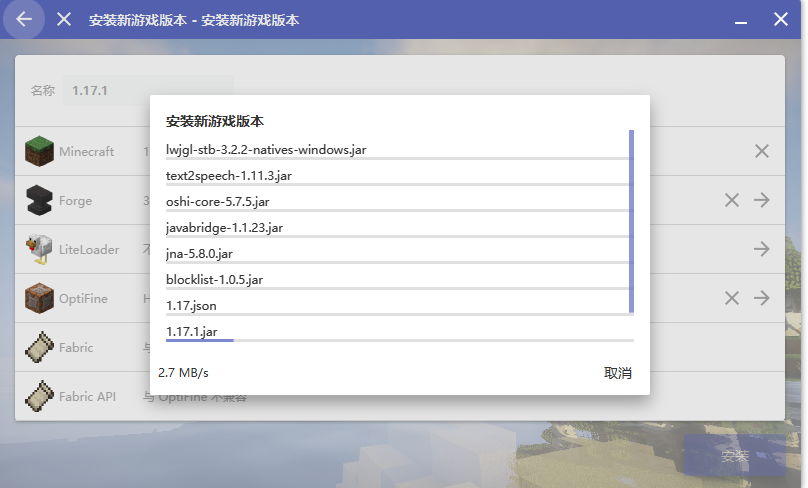 安装新游戏版本 - 安装新游戏版本
名称 1.17.1
安装新游戏版本
lwjgl-stb-3.2.2-natives-windows.jar
text2speech-1.11.3.jar
oshi-core-5.7.5.jar
javabridge-1.1.23.jar
jna-5.8.0.jar
blocklist-1.0.5.jar
1.17.json
1.17.1.jar
2.7 MB/s 取消
Minecraft 1
Forge 3
LiteLoader 不
OptiFine H
Fabric 与
Fabric API 与 OptiFine 不兼容
安装